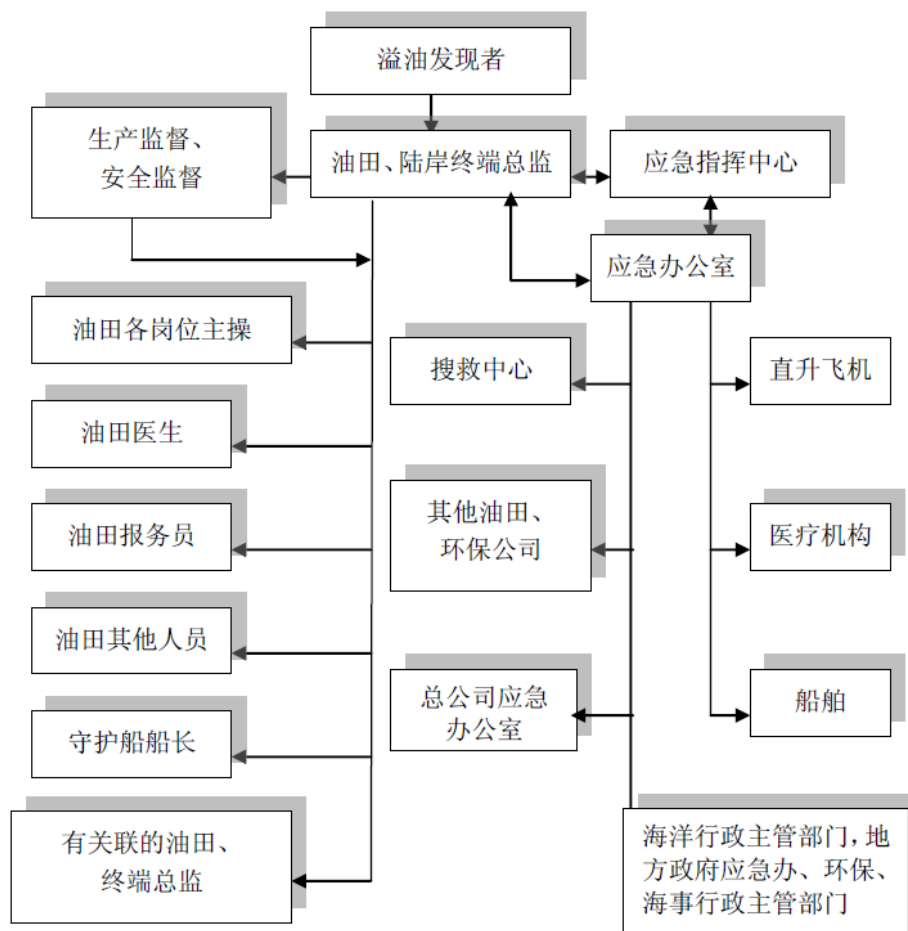 溢油发现者
生产监督、
安全监督
油田、陆岸终端总监
应急指挥中心
应急办公室
油田各岗位主操
搜救中心
直升飞机
油田医生
其他油田、
环保公司
油田报务员
医疗机构
油田其他人员
总公司应急
办公室
船舶
守护船船长
有关联的油田、
终端总监
海洋行政主管部门，地
方政府应急办、环保、
海事行政主管部门